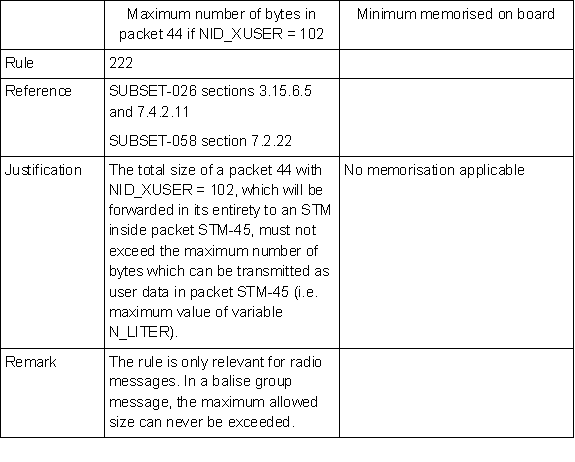 Maximum number of bytes in
packet 44 if NID_XUSER = 102
Minimum memorised on board
Rule
222
Reference
SUBSET-026 sections 3.15.6.5
and 7.4.2.11
SUBSET-058 section 7.2.22
Justification
The total size of a packet 44 with
NID_XUSER = 102, which will be
forwarded in its entirety to an STM
inside packet STM-45, must not
exceed the maximum number of
bytes which can be transmitted as
user data in packet STM-45 (i.e.
maximum value of variable
N_LITER).
No memorisation applicable
Remark
The rule is only relevant for radio
messages. In a balise group
message, the maximum allowed
size can never be exceeded.